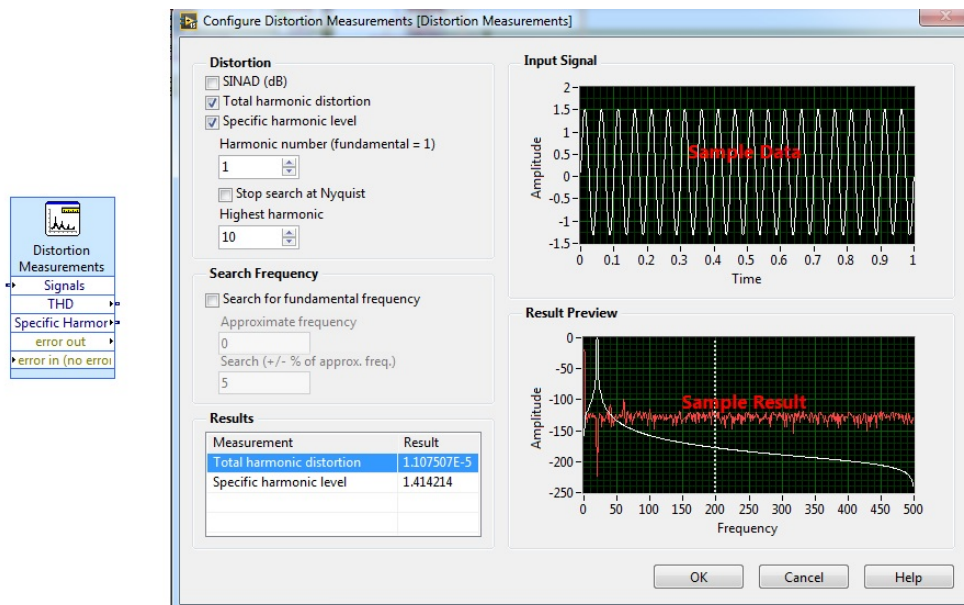 Distortion
Measurements
Signals
THD
Specific Harmor
error out
error in (no erro
Configure Distortion Measurements [Distortion Measurements]
Distortion
SINAD (dB)
Total harmonic distortion
Specific harmonic level
Harmonic number (fundamental = 1)
1
Stop search at Nyquist
Highest harmonic
10
Search Frequency
Search for fundamental frequency
Approximate frequency
0
Search (+/- % of approx. freq.)
5
Results
Measurement Result
Total harmonic distortion 1.107507E-5
Specific harmonic level 1.414214
Input Signal
Amplitude
2
1.5
1
0.5
0
-0.5
-1
-1.5
Sample Data
0 0.1 0.2 0.3 0.4 0.5 0.6 0.7 0.8 0.9 1
Time
Result Preview
Amplitude
0
-50
-100
-150
-200
-250
Sample Result
0 50 100 150 200 250 300 350 400 450 500
Frequency
OK Cancel Help